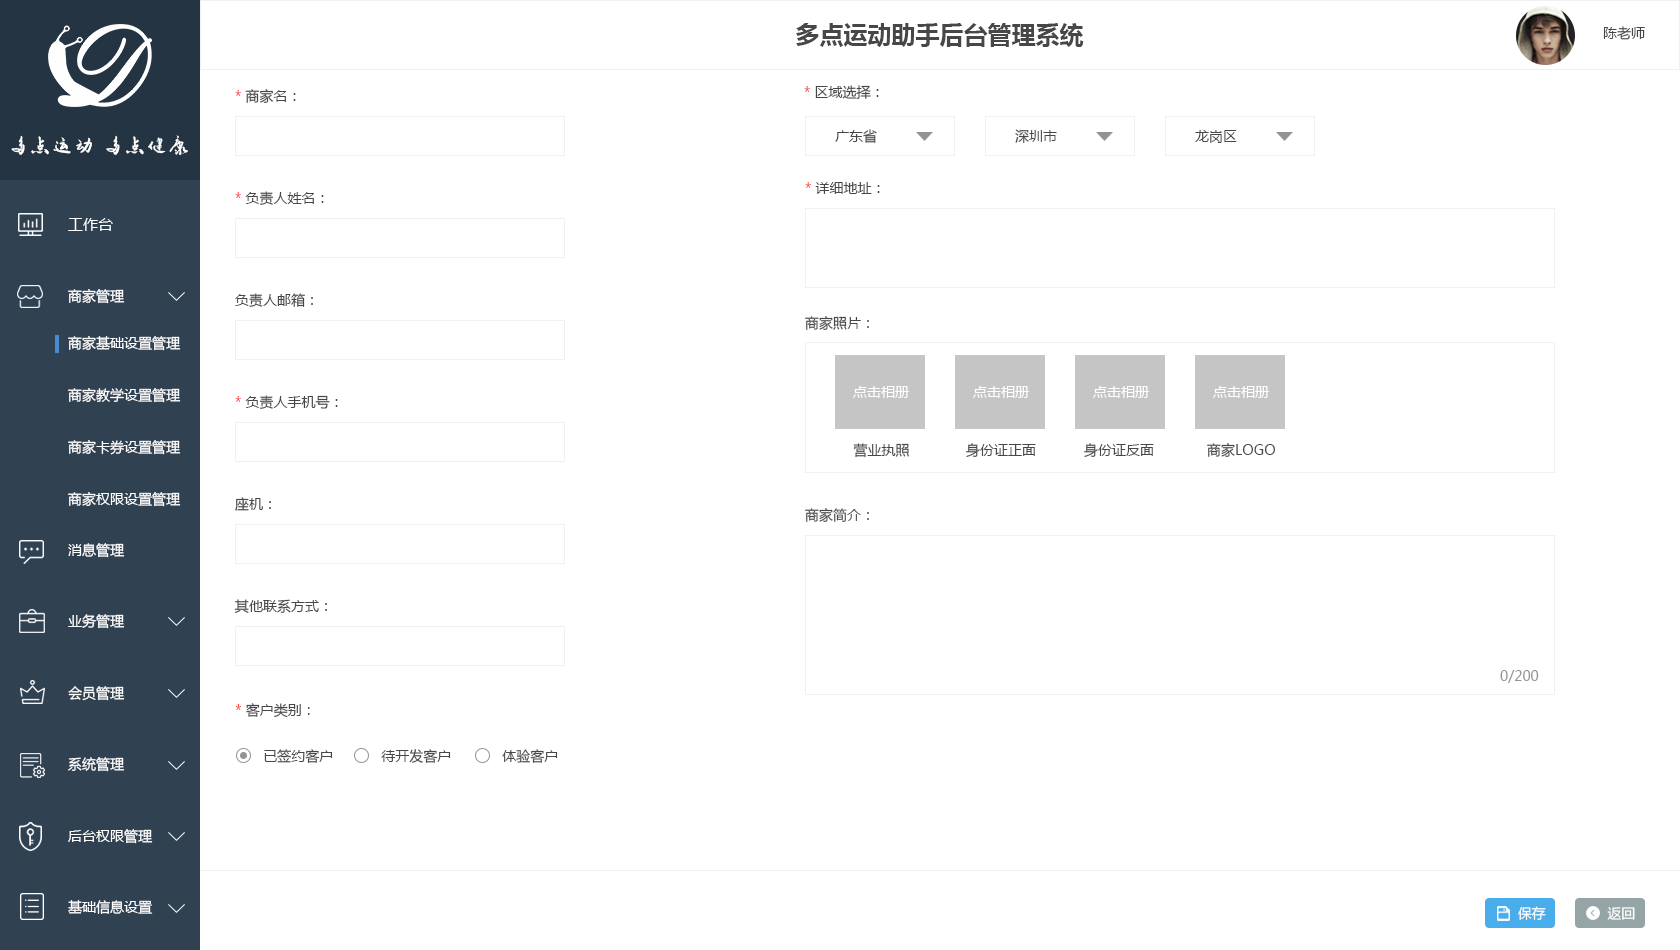 多点运动 多点健康
工作台
商家管理
商家基础设置管理
商家教学设置管理
商家卡券设置管理
商家权限设置管理
消息管理
业务管理
会员管理
系统管理
后台权限管理
基础信息设置
多点运动助手后台管理系统
陈老师
* 商家名：
* 负责人姓名：
负责人邮箱：
* 负责人手机号：
座机：
其他联系方式：
* 客户类别：
已签约客户 待开发客户 体验客户
* 区域选择：
广东省 深圳市 龙岗区
* 详细地址：
商家照片：
点击相册 点击相册 点击相册 点击相册
营业执照 身份证正面 身份证反面 商家LOGO
商家简介：
0/200
保存 返回